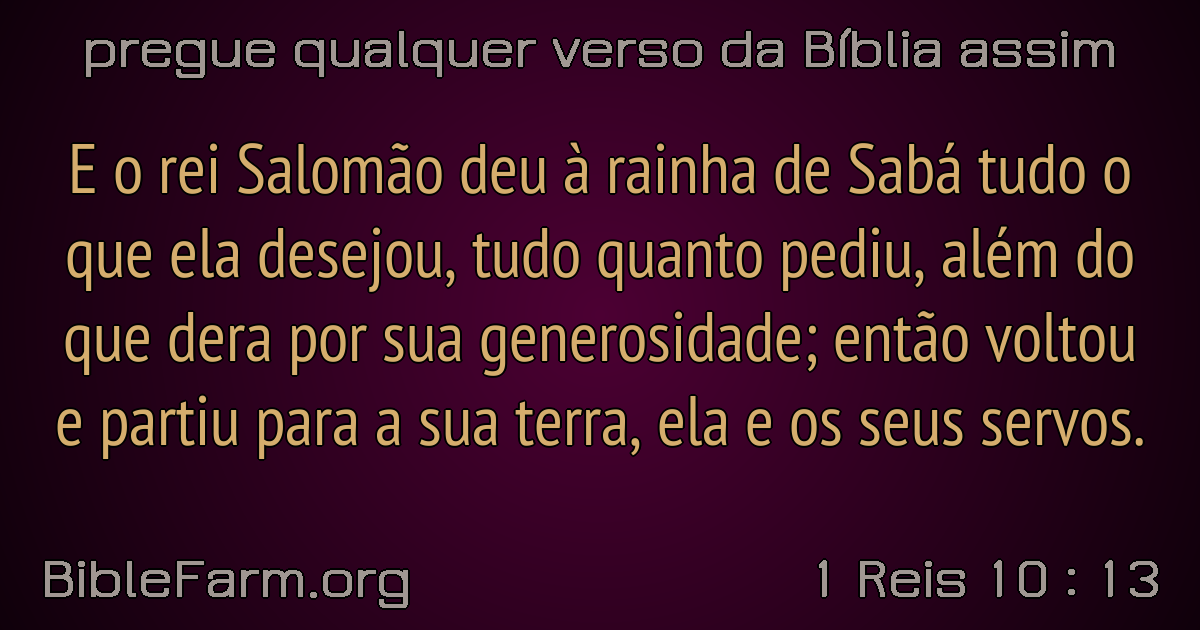 pregue qualquer verso da Bíblia assim
E o rei Salomão deu à rainha de Sabá tudo o
que ela desejou, tudo quanto pediu, além do
que dera por sua generosidade; então voltou
e partiu para a sua terra, ela e os seus servos.
BibleFarm.org
1 Reis 10 : 13